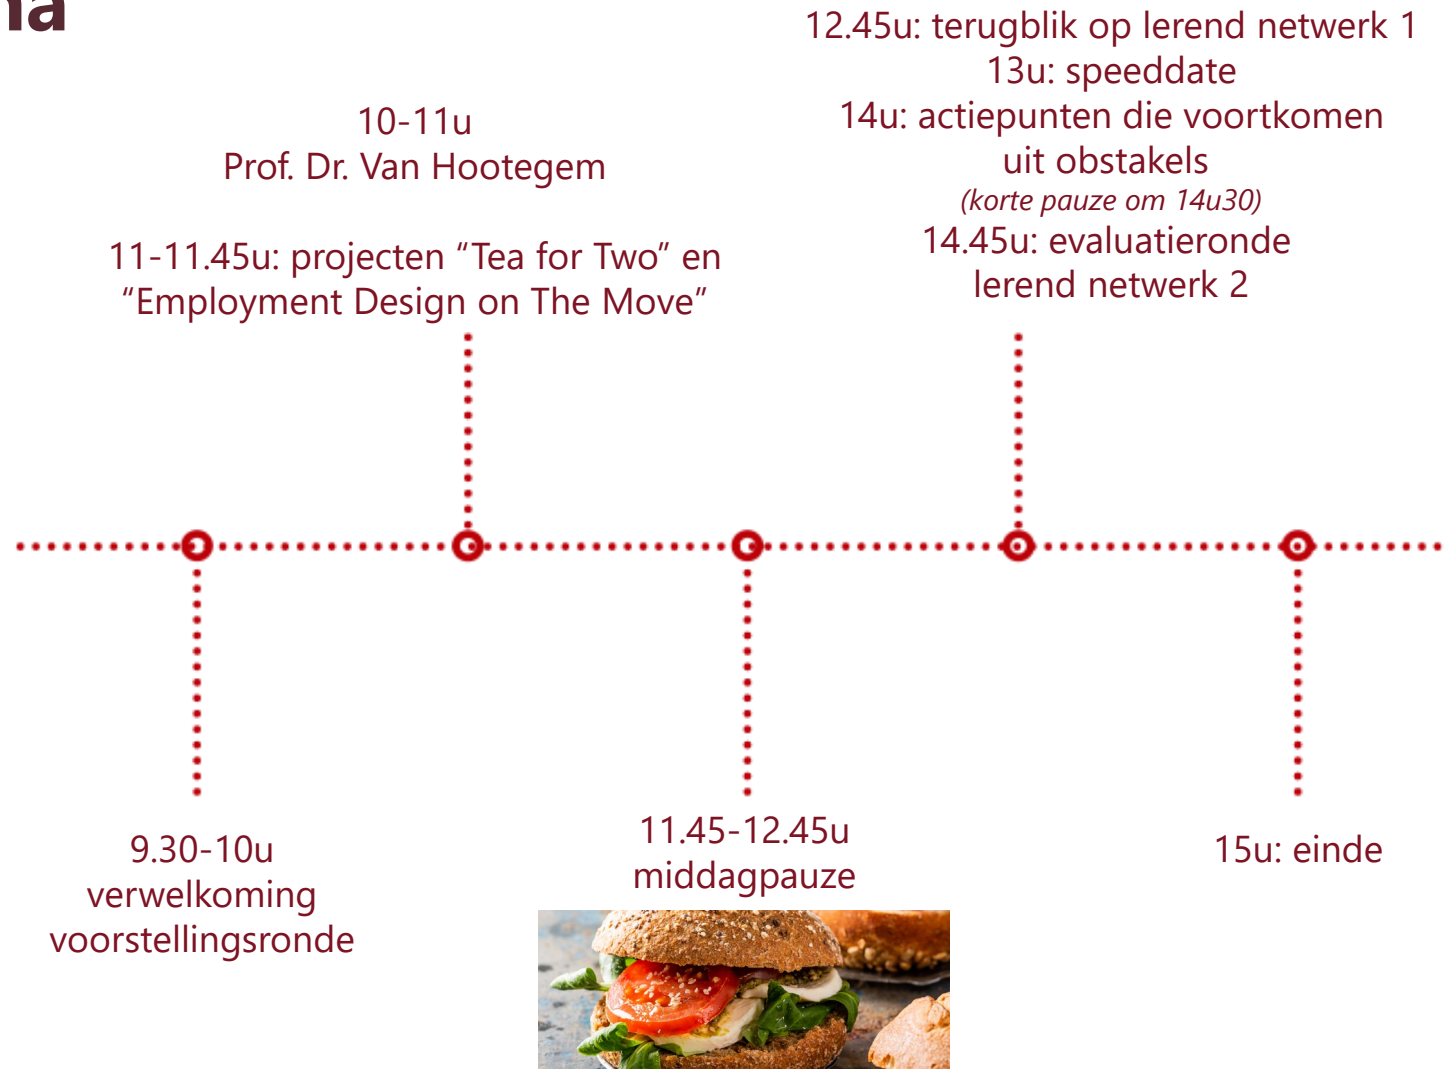 12.45u: terugblik op lerend netwerk 1
13u: speeddate
14u: actiepunten die voortkomen
uit obstakels
(korte pauze om 14u30)
14.45u: evaluatieronde
lerend netwerk 2
10-11u
Prof. Dr. Van Hootegem
11-11.45u: projecten “Tea for Two” en
“Employment Design on The Move”
9.30-10u
verwelkoming
voorstellingsronde
11.45-12.45u
middagpauze
15u: einde